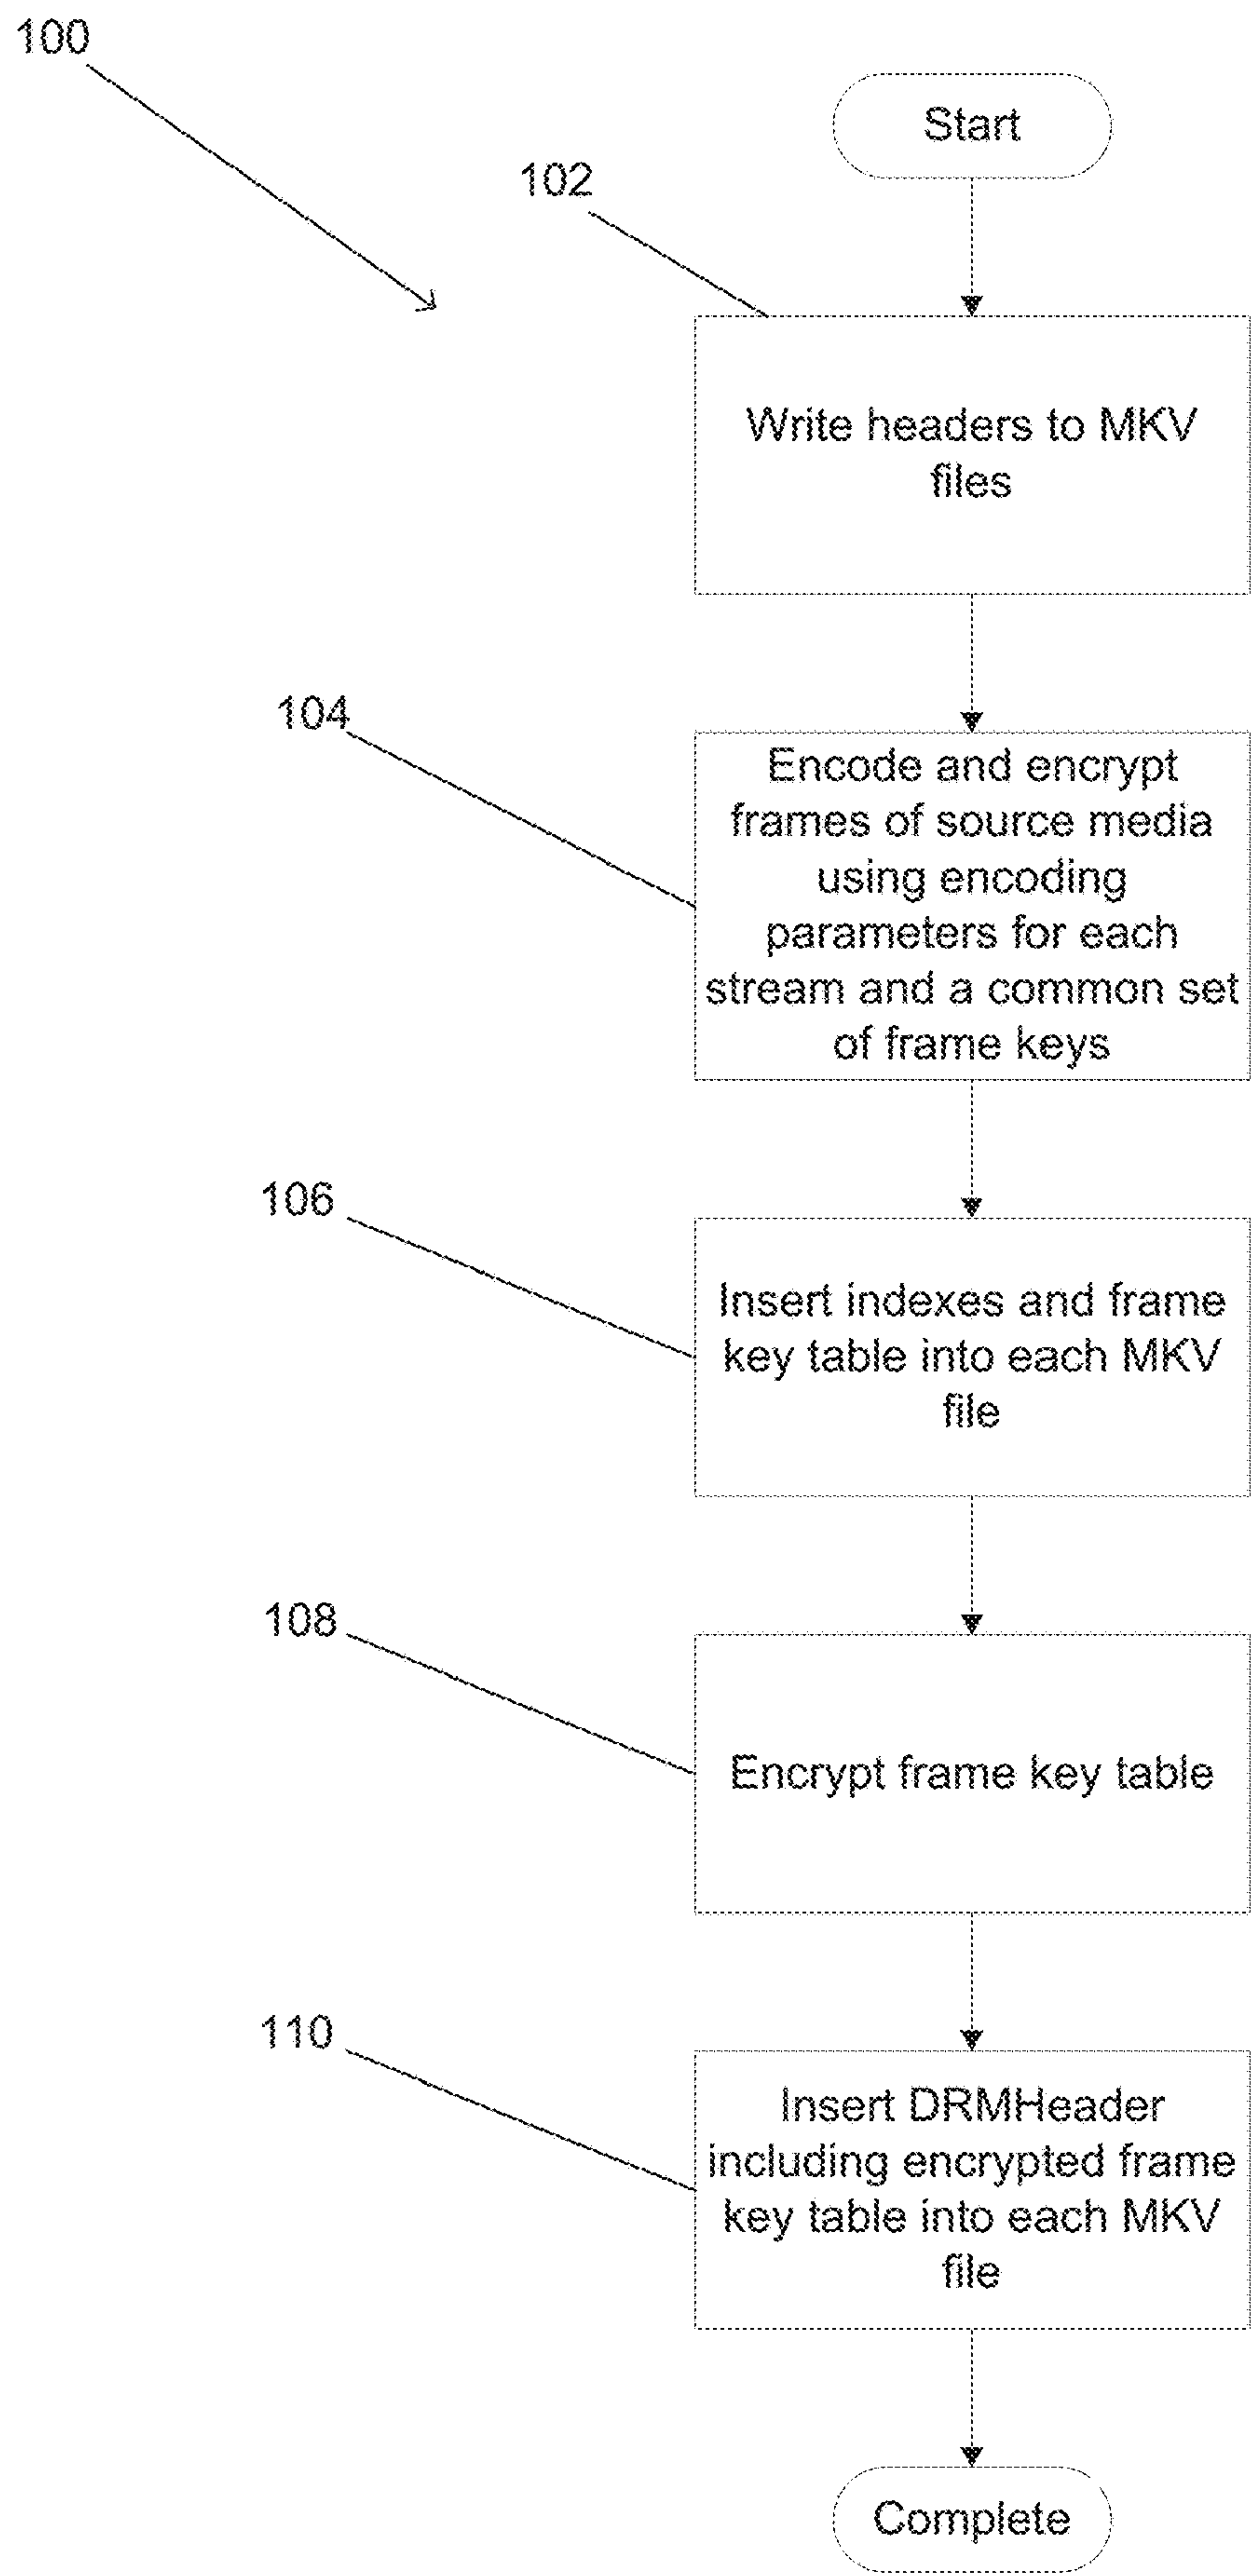 100
Start
102
Write headers to MKV
files
104
Encode and encrypt
frames of source media
using encoding
parameters for each
stream and a common set
of frame keys
106
Insert indexes and frame
key table into each MKV
file
108
Encrypt frame key table
110
Insert DRMHeader
including encrypted frame
key table into each MKV
file
Complete